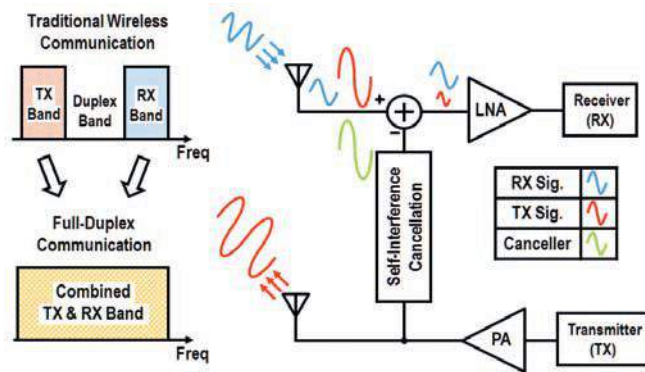 Traditional Wireless
Communication
TX
Band
Duplex
Band
RX
Band
Freq
Full-Duplex
Communication
Combined
TX & RX Band
Freq
+
−
LNA
Receiver
(RX)
Self-Interference
Cancellation
RX Sig.
TX Sig.
Canceller
PA
Transmitter
(TX)